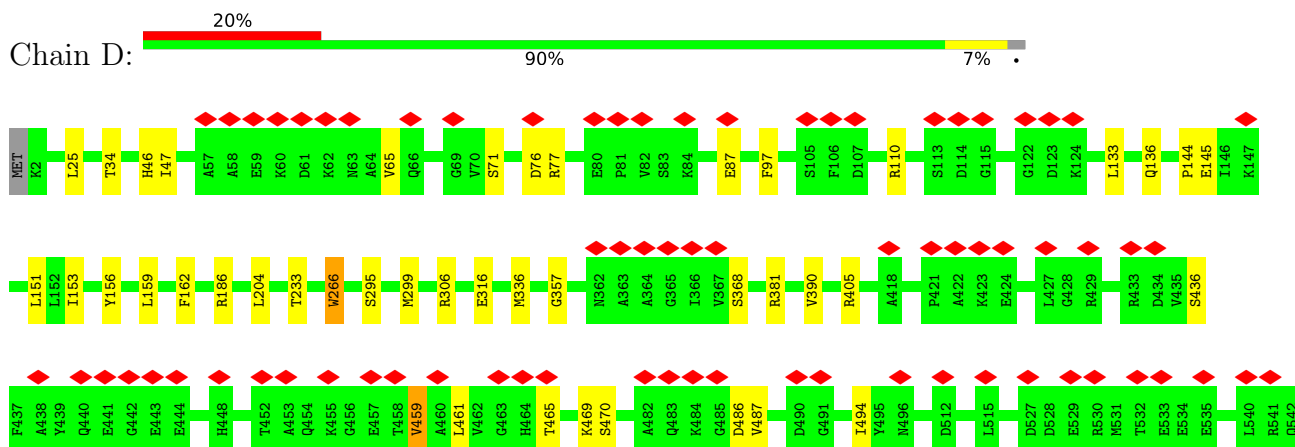 20%
Chain D:
90% 7% •
MET K2 L25 T34 H46 I47 A57 A58 E59 K60 D61 K62 N63 A64 V65 Q66 G69 V70 S71 D76 R77 E80 P81 V82 S83 K84 E87 F97 S105 F106 D107 R110 S113 D114 G115 G122 D123 K124 L133 Q136 P144 E145 I146 K147
L151 L152 I153 Y156 L159 F162 R186 L204 T233 W266 S295 M299 R306 E316 M336 G357 N362 A363 A364 G365 I366 V367 S368 R381 V390 R405 A418 P421 A422 K423 E424 L427 G428 R429 R433 D434 V435 S436
F437 A438 Y439 Q440 E441 G442 E443 E444 H448 T452 A453 Q454 K455 G456 E457 T458 V459 A460 L461 V462 G463 H464 T465 K469 S470 A482 Q483 K484 G485 D486 V487 D490 G491 I494 Y495 N496 D512 L515 D527 D528 E529 R530 M531 T532 E533 E534 E535 L540 R541 Q542